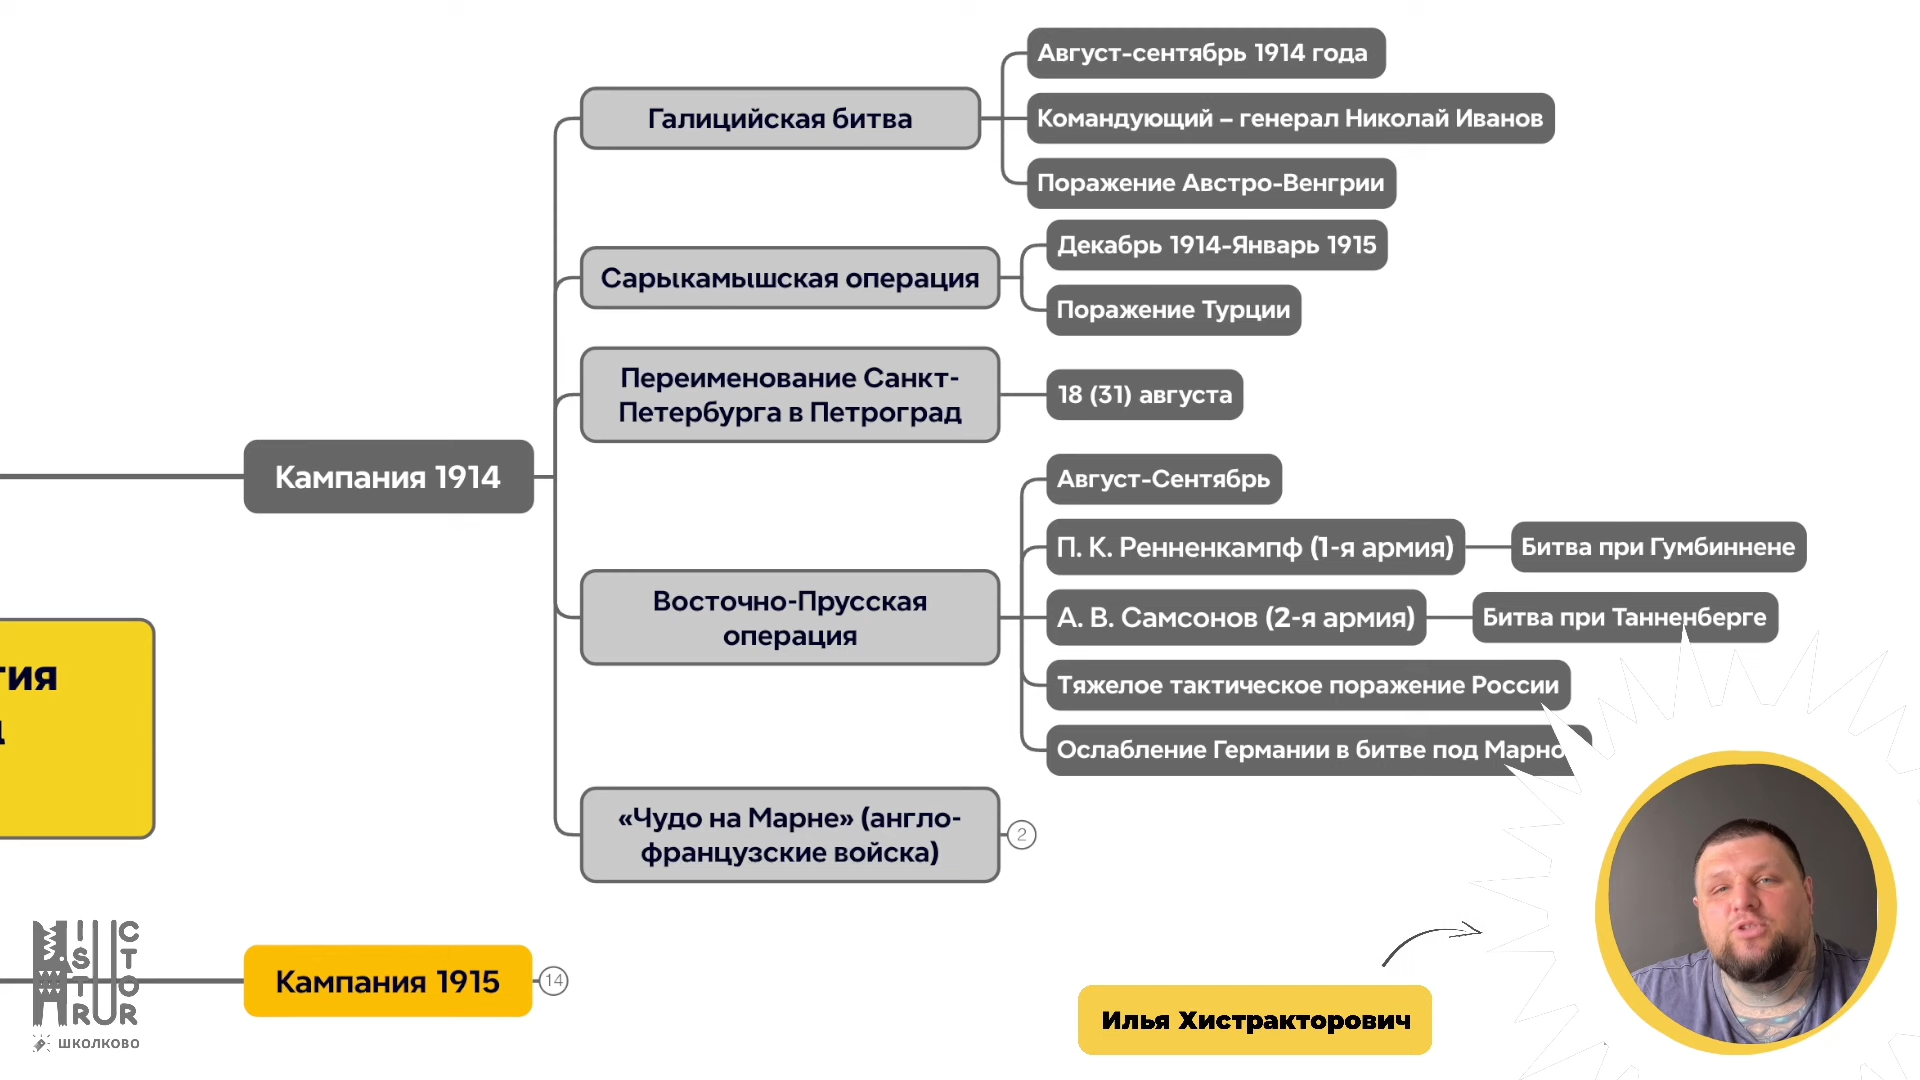 Август-сентябрь 1914 года
Галицийская битва
Командующий – генерал Николай Иванов
Поражение Австро-Венгрии
Декабрь 1914-Январь 1915
Сарыкамышская операция
Поражение Турции
Переименование Санкт-
Петербурга в Петроград
18 (31) августа
Кампания 1914
Август-Сентябрь
П. К. Ренненкампф (1-я армия)
Битва при Гумбиннене
Восточно-Прусская
операция
А. В. Самсонов (2-я армия)
Битва при Танненберге
Тяжелое тактическое поражение России
Ослабление Германии в битве под Марно
«Чудо на Марне» (англо-
французские войска)
2
тия
Кампания 1915
14
HISTRUCTOR
ШКОЛКОВО
Илья Хистракторович